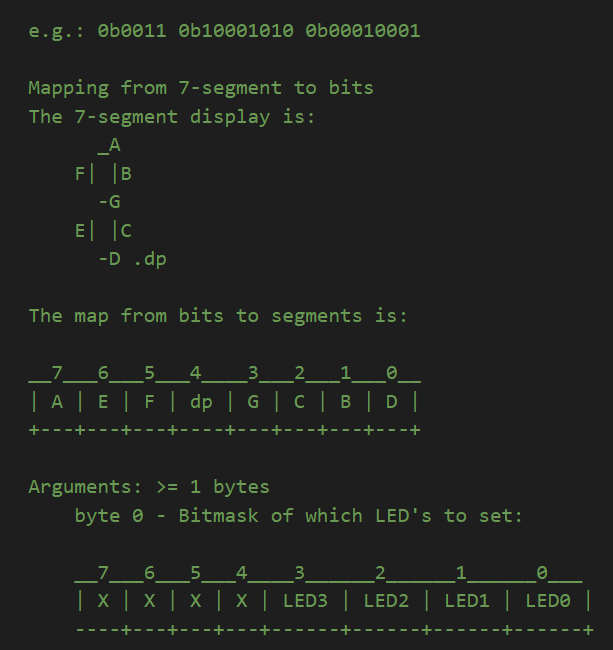 e.g.: 0b0011 0b10001010 0b00010001
Mapping from 7-segment to bits
The 7-segment display is:
      _A
    F| |B
      -G
    E| |C
      -D .dp
The map from bits to segments is:
__7___6___5___4____3___2___1___0__
| A | E | F | dp | G | C | B | D |
+---+---+---+----+---+---+---+---+
Arguments: >= 1 bytes
    byte 0 - Bitmask of which LED's to set:
    __7___6___5___4____3______2______1______0___
    | X | X | X | X | LED3 | LED2 | LED1 | LED0 |
    ----+---+---+---+------+------+------+------+